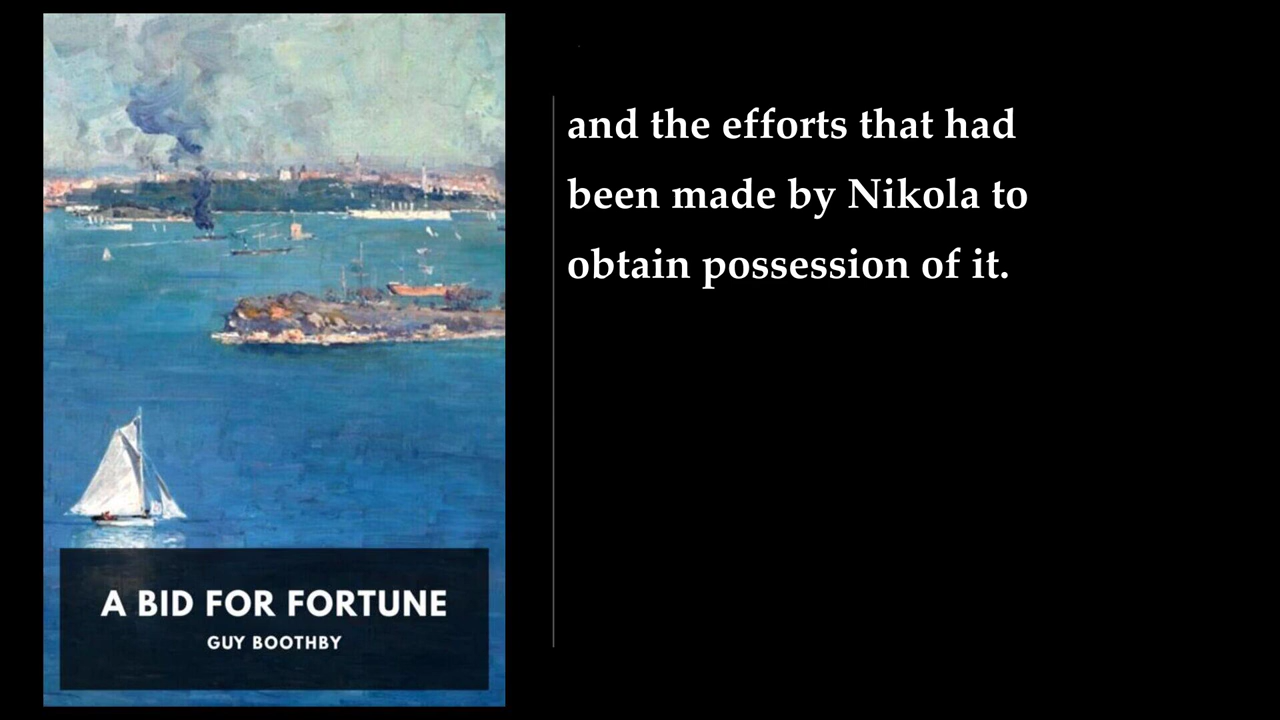 A BID FOR FORTUNE
GUY BOOTHBY
and the efforts that had
been made by Nikola to
obtain possession of it.